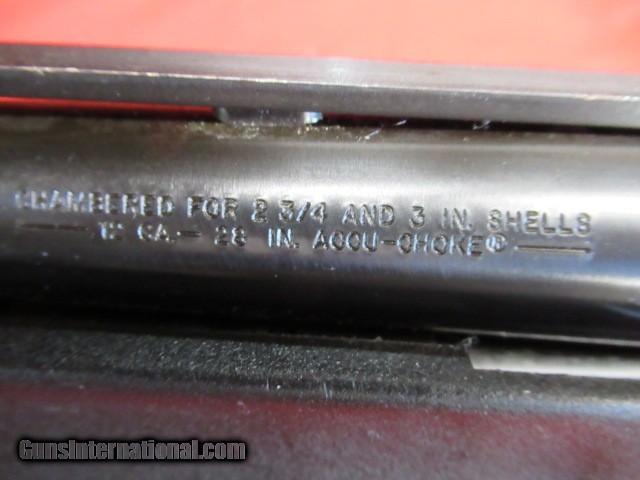 CHAMBERED FOR 2 3/4 AND 3 IN. SHELLS
12 GA.— 28 IN. ACCU-CHOKE®
GunsInternational.com